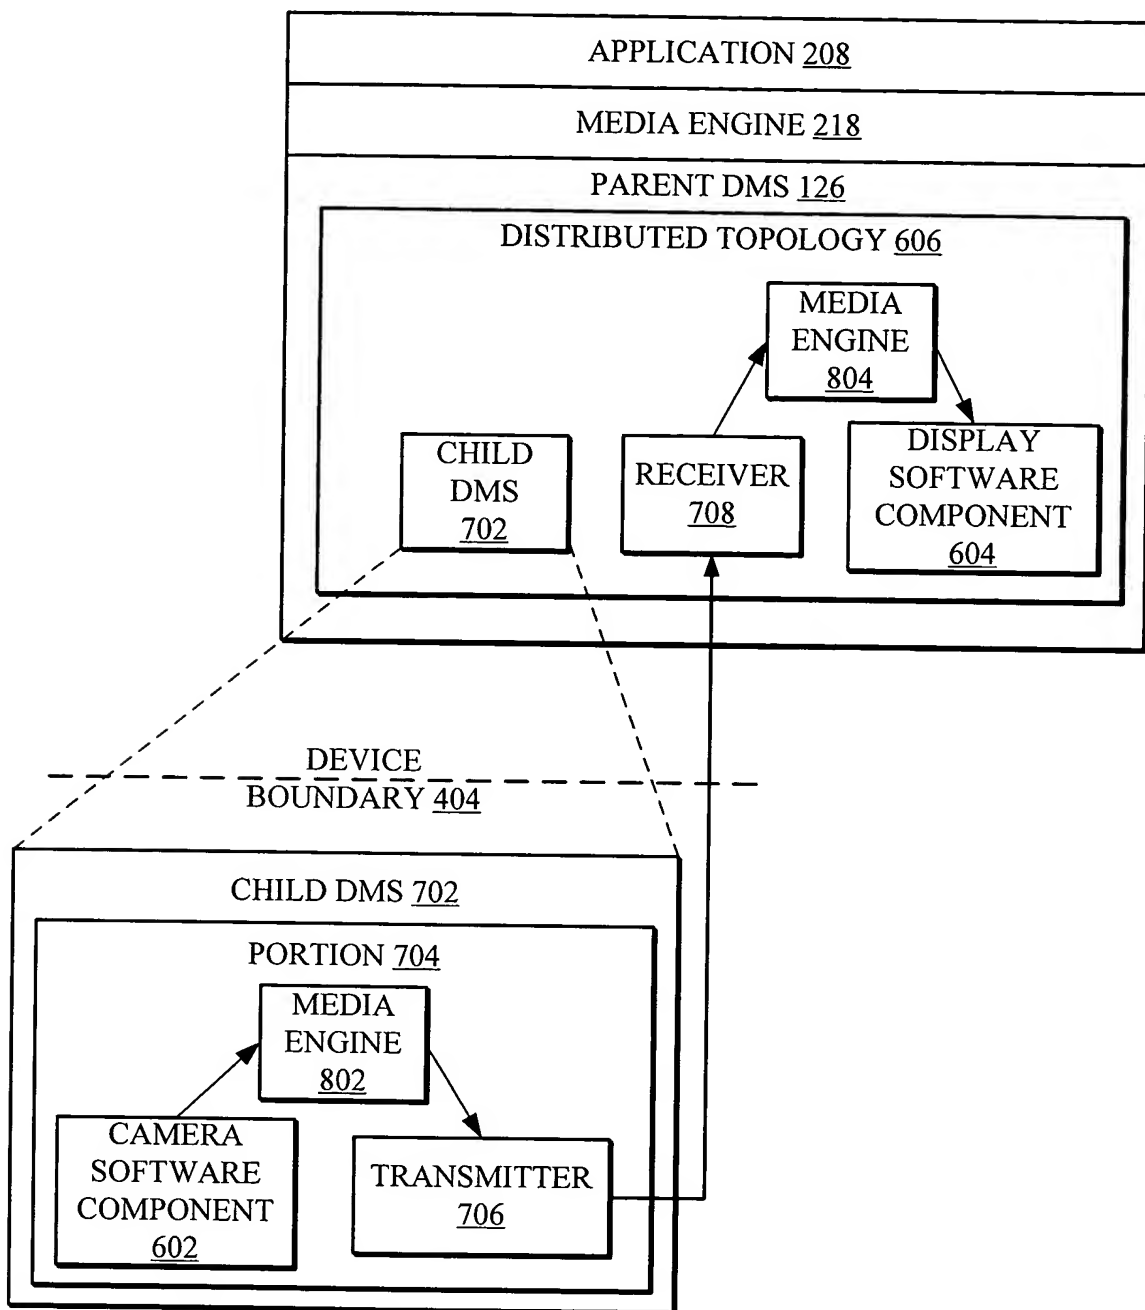 APPLICATION 208
MEDIA ENGINE 218
PARENT DMS 126
DISTRIBUTED TOPOLOGY 606
MEDIA
ENGINE
804
CHILD
DMS
702
RECEIVER
708
DISPLAY
SOFTWARE
COMPONENT
604
DEVICE
BOUNDARY 404
CHILD DMS 702
PORTION 704
MEDIA
ENGINE
802
CAMERA
SOFTWARE
COMPONENT
602
TRANSMITTER
706